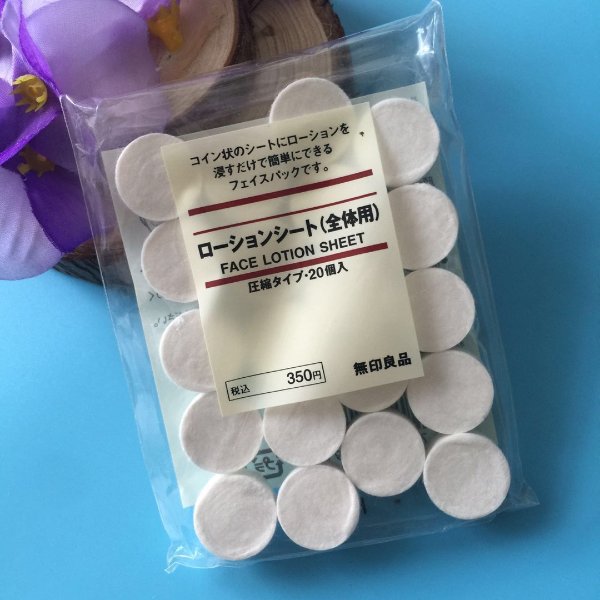 コイン状のシートにローションを
浸すだけで簡単にできる
フェイスパックです。
ローションシート(全体用)
FACE LOTION SHEET
圧縮タイプ・20個入
税込 350円
無印良品
プラ